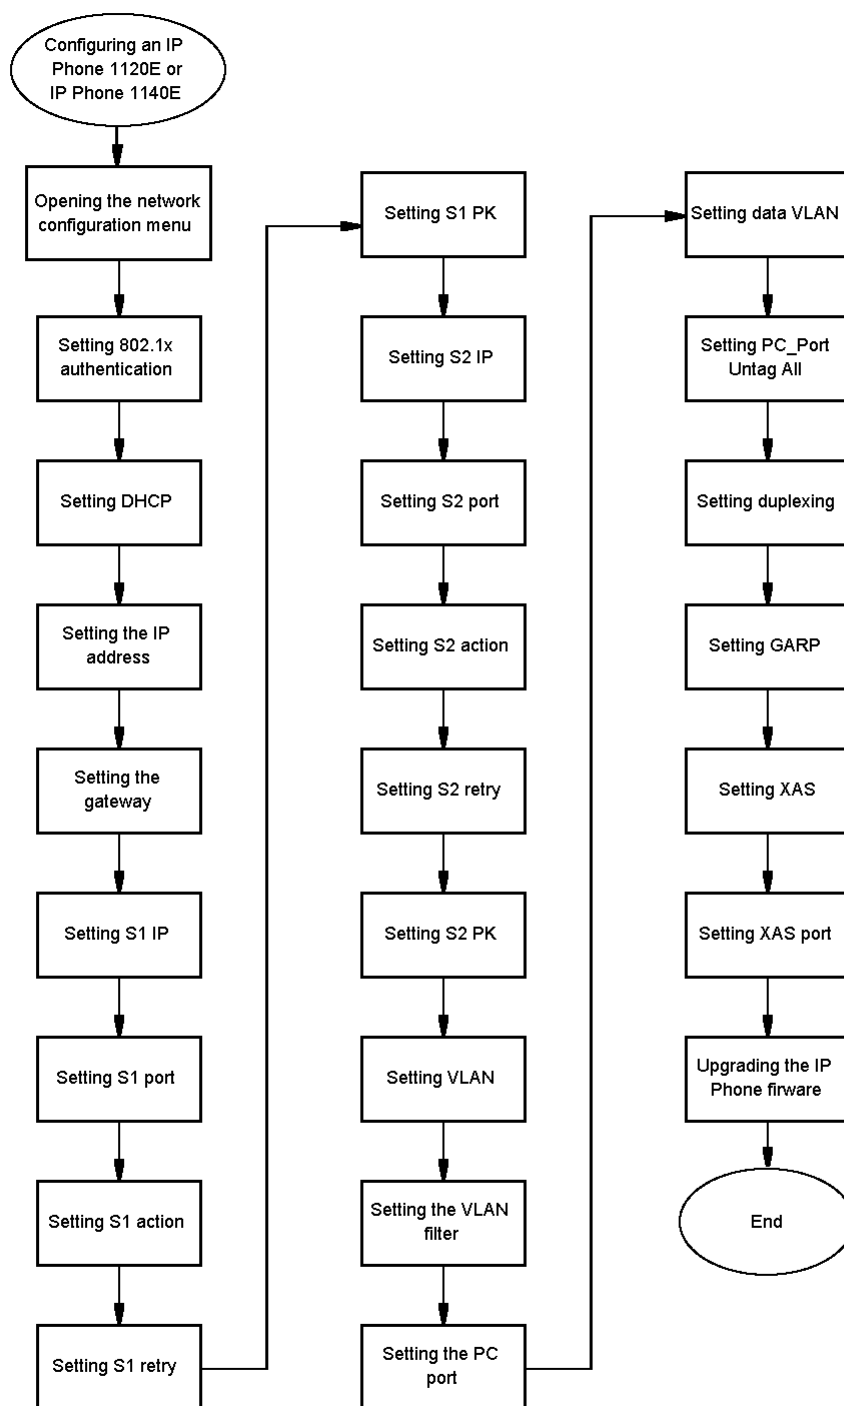 Configuring an IP
Phone 1120E or
IP Phone 1140E
Opening the network
configuration menu
Setting 802.1x
authentication
Setting DHCP
Setting the IP
address
Setting the
gateway
Setting S1 IP
Setting S1 port
Setting S1 action
Setting S1 retry
Setting S1 PK
Setting S2 IP
Setting S2 port
Setting S2 action
Setting S2 retry
Setting S2 PK
Setting VLAN
Setting the VLAN
filter
Setting the PC
port
Setting data VLAN
Setting PC_Port
Untag All
Setting duplexing
Setting GARP
Setting XAS
Setting XAS port
Upgrading the IP
Phone firware
End